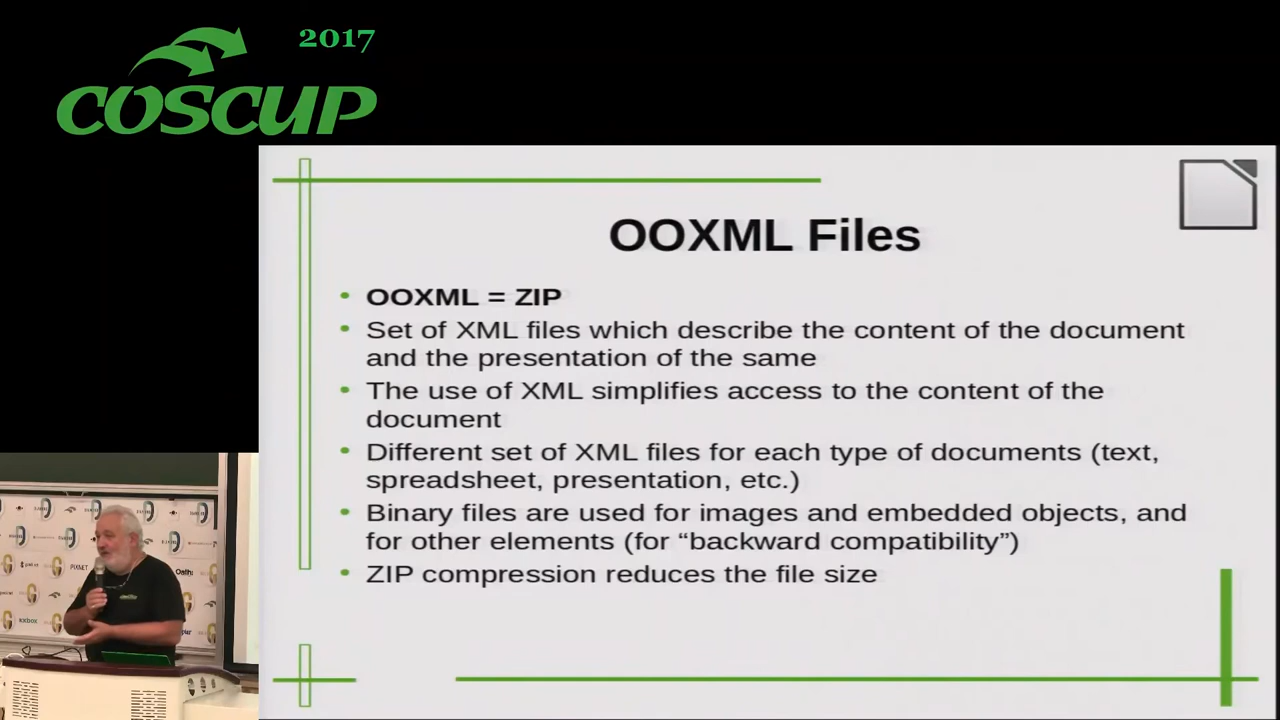 2017
COSCUP
OOXML Files
• OOXML = ZIP
• Set of XML files which describe the content of the document
and the presentation of the same
• The use of XML simplifies access to the content of the
document
• Different set of XML files for each type of documents (text,
spreadsheet, presentation, etc.)
• Binary files are used for images and embedded objects, and
for other elements (for “backward compatibility”)
• ZIP compression reduces the file size
PIXNET
Oath: